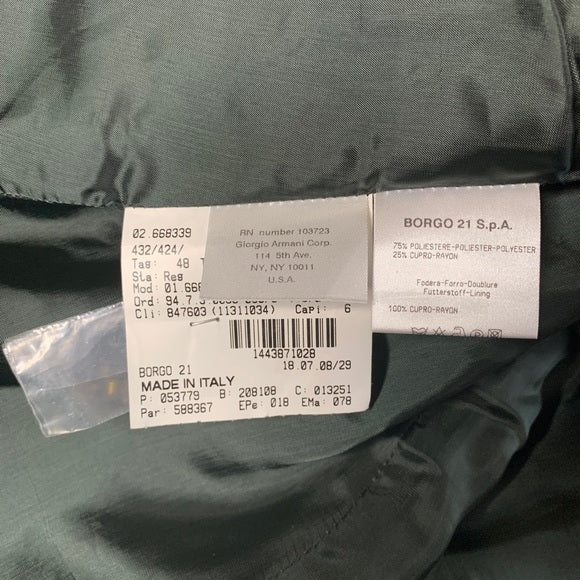 02.668339
432/424/
Tag: 48
Sta: Reg
Mod: 01.668
Ord: 94.7.
Cli: 847603 (11311034) CaPi: 6
1443871028
BORGO 21 18.07.08/29
MADE IN ITALY
P: 053779 B: 208108 C: 013251
Par: 588367 EPe: 018 EMa: 078
RN number 103723
Giorgio Armani Corp.
114 5th Ave.
NY, NY 10011
U.S.A.
BORGO 21 S.p.A.
75% POLIESTERE-POLIESTER-POLYESTER
25% CUPRO-RAYON
Fodera-Forro-Doublure
Futterstoff-Lining
100% CUPRO-RAYON